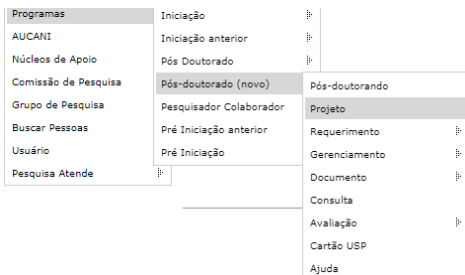 Programas
AUCANI
Núcleos de Apoio
Comissão de Pesquisa
Grupo de Pesquisa
Buscar Pessoas
Usuário
Pesquisa Atende
Iniciação
Iniciação anterior
Pós Doutorado
Pós-doutorado (novo)
Pesquisador Colaborador
Pré Iniciação anterior
Pré Iniciação
Pós-doutorando
Projeto
Requerimento
Gerenciamento
Documento
Consulta
Avaliação
Cartão USP
Ajuda